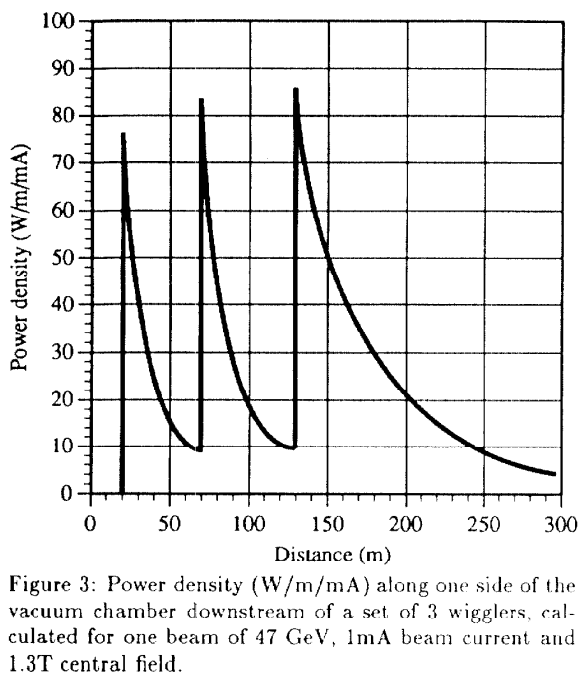 100
90
80
70
60
50
40
30
20
10
0
Power density (W/m/mA)
0 50 100 150 200 250 300
Distance (m)
Figure 3: Power density (W/m/mA) along one side of the
vacuum chamber downstream of a set of 3 wigglers, cal-
culated for one beam of 47 GeV, 1mA beam current and
1.3T central field.